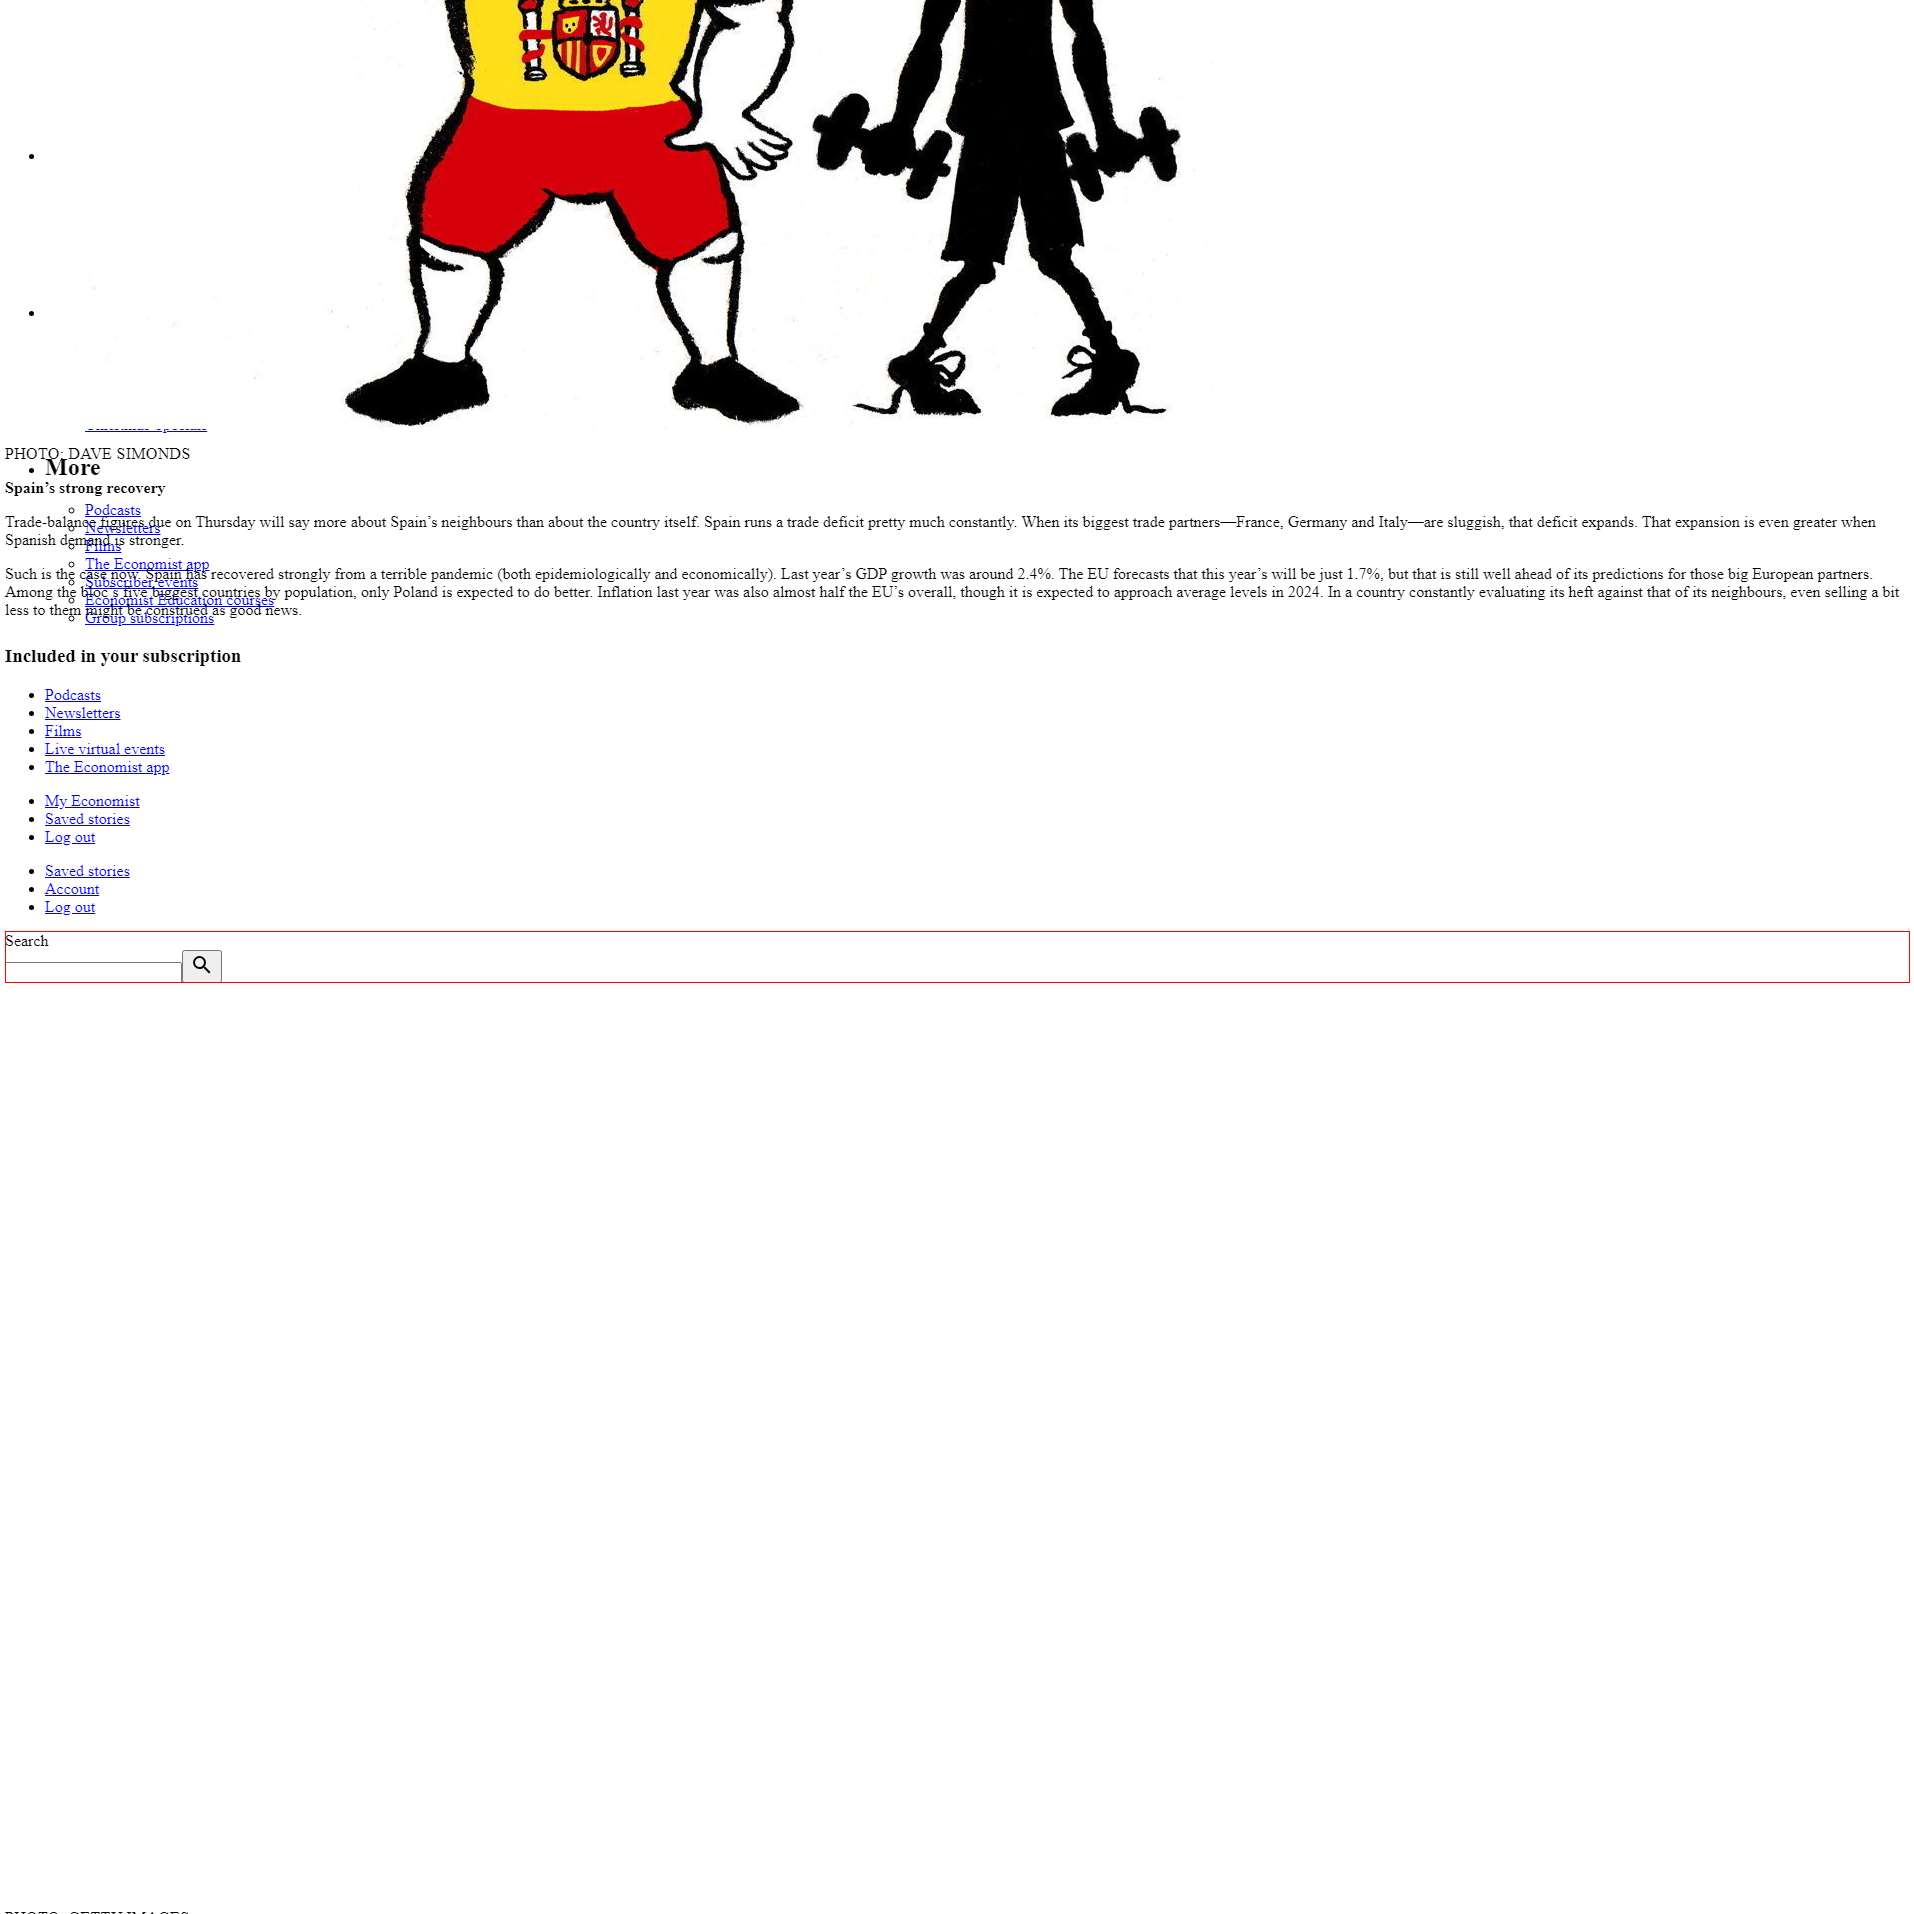 PHOTO: DAVE SIMONDS
More
Spain’s strong recovery
Podcasts
Trade-balance figures due on Thursday will say more about Spain’s neighbours than about the country itself. Spain runs a trade deficit pretty much constantly. When its biggest trade partners—France, Germany and Italy—are sluggish, that deficit expands. That expansion is even greater when
Newsletters
Spanish demand is stronger.
Films
The Economist app
Such is the case now. Spain has recovered strongly from a terrible pandemic (both epidemiologically and economically). Last year’s GDP growth was around 2.4%. The EU forecasts that this year’s will be just 1.7%, but that is still well ahead of its predictions for those big European partners.
Subscriber events
Among the bloc’s five biggest countries by population, only Poland is expected to do better. Inflation last year was also almost half the EU’s overall, though it is expected to approach average levels in 2024. In a country constantly evaluating its heft against that of its neighbours, even selling a bit
Economist Education courses
less to them might be construed as good news.
Group subscriptions
Included in your subscription
Podcasts
Newsletters
Films
Live virtual events
The Economist app
My Economist
Saved stories
Log out
Saved stories
Account
Log out
Search